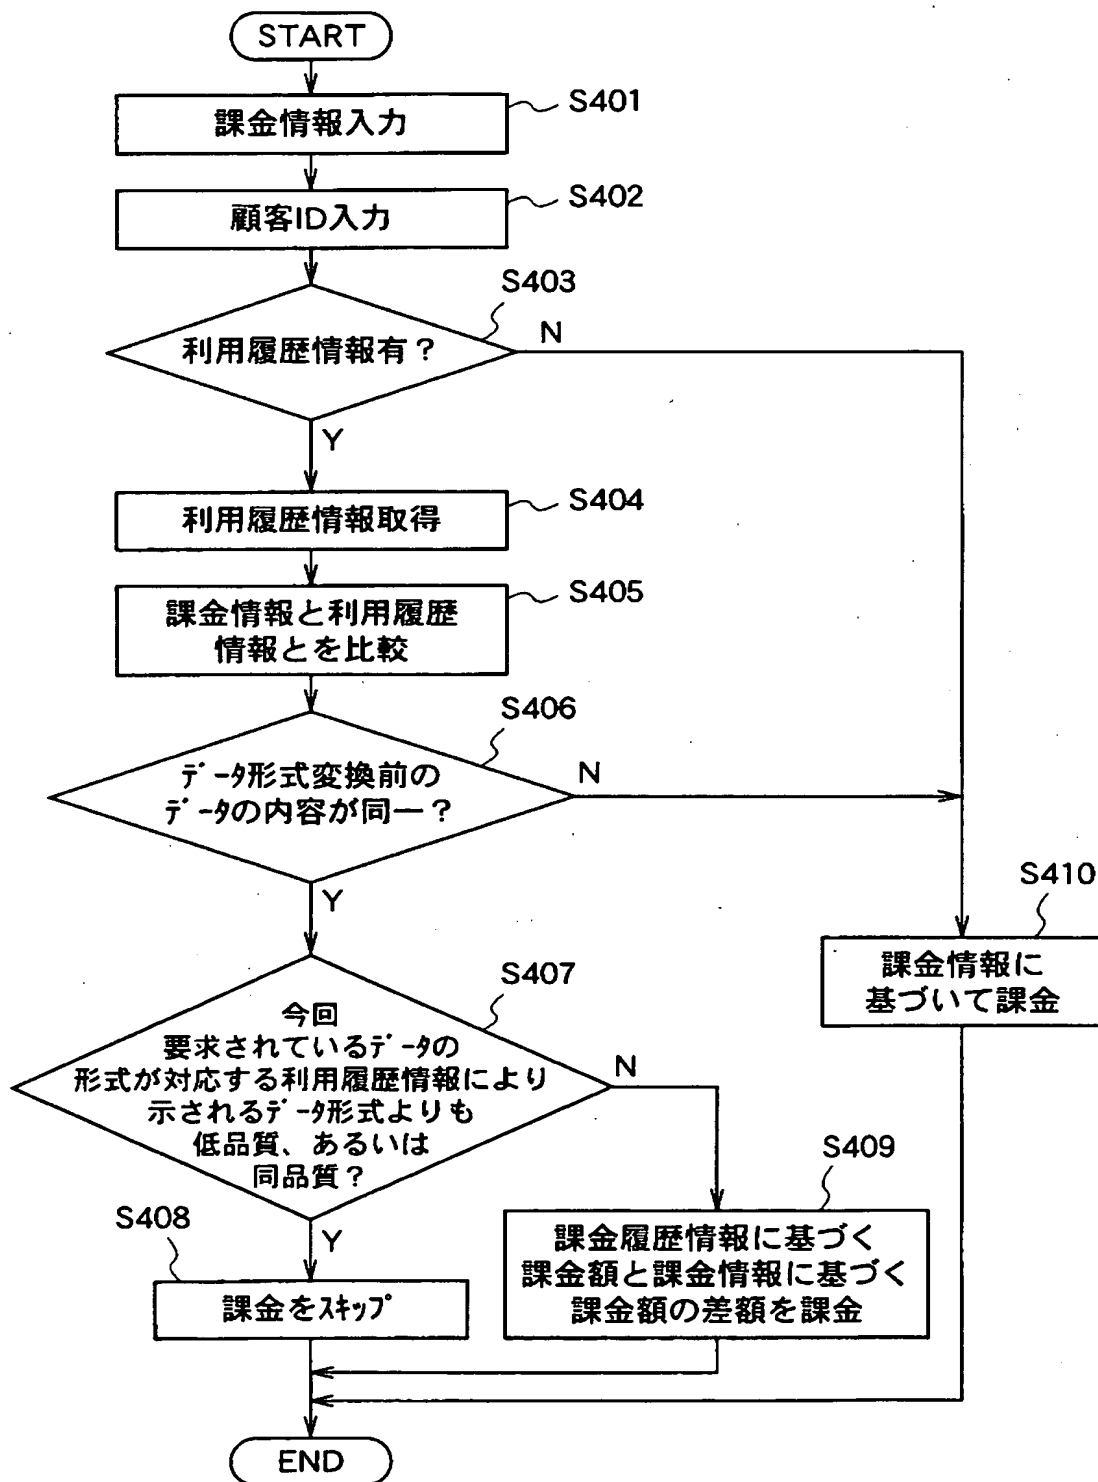 START
S401
課金情報入力
S402
顧客ID入力
S403
利用履歴情報有？
N
Y
S404
利用履歴情報取得
S405
課金情報と利用履歴
情報とを比較
S406
ﾃﾞｰﾀ形式変換前の
ﾃﾞｰﾀの内容が同一？
N
Y
S410
課金情報に
基づいて課金
S407
今回
要求されているﾃﾞｰﾀの
形式が対応する利用履歴情報により
示されるﾃﾞｰﾀ形式よりも
低品質、あるいは
同品質？
N
Y
S409
課金履歴情報に基づく
課金額と課金情報に基づく
課金額の差額を課金
S408
課金をｽｷｯﾌﾟ
END